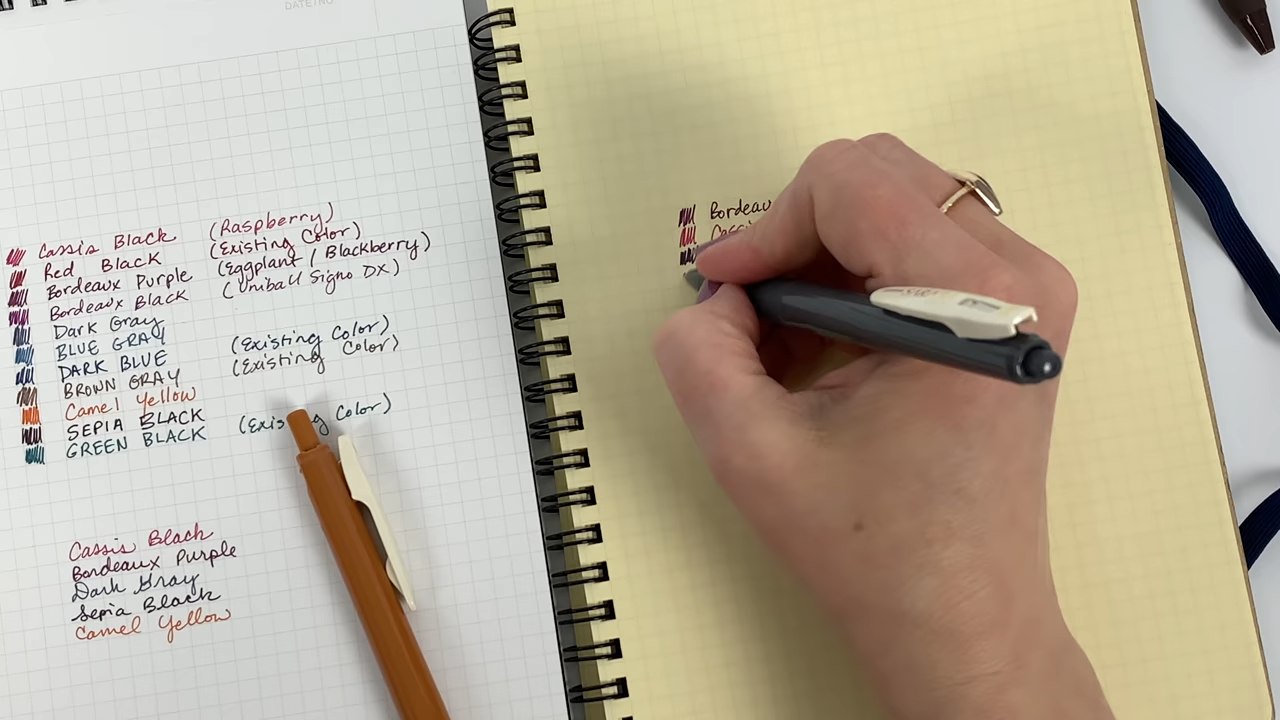 DATE/NO
Cassis Black (Raspberry)
Red Black (Existing Color)
Bordeaux Purple (Eggplant / Blackberry)
Bordeaux Black (Uniball Signo DX)
Dark Gray
BLUE GRAY (Existing Color)
DARK BLUE (Existing Color)
BROWN GRAY
Camel Yellow
SEPIA BLACK
GREEN BLACK (Existing Color)
Cassis Black
Bordeaux Purple
Dark Gray
Sepia Black
Camel Yellow
Bordeau
Cassi